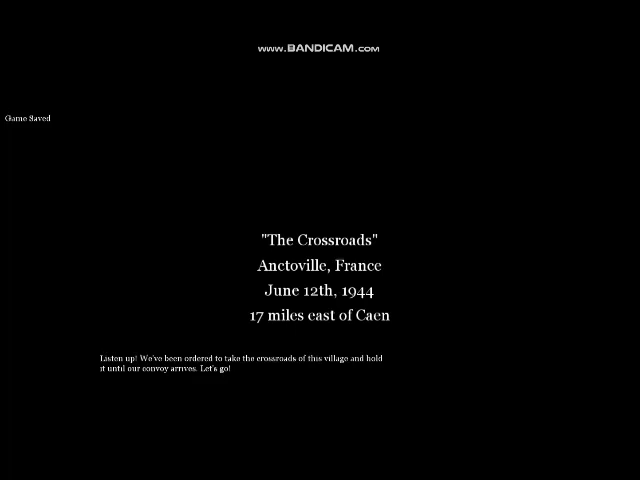 www.BANDICAM.com
Game Saved
"The Crossroads"
Anctoville, France
June 12th, 1944
17 miles east of Caen
Listen up! We've been ordered to take the crossroads of this village and hold
it until our convoy arrives. Let's go!